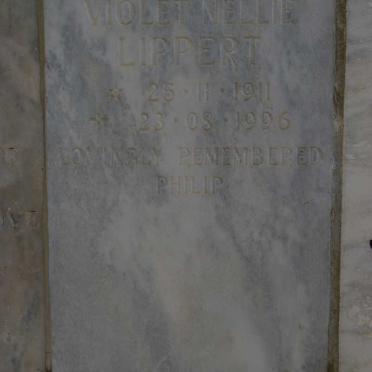 VIOLET NELLIE
LIPPERT
* 25·11·1911
* 23·08·1996
LOVINGLY REMEMBERED
PHILIP